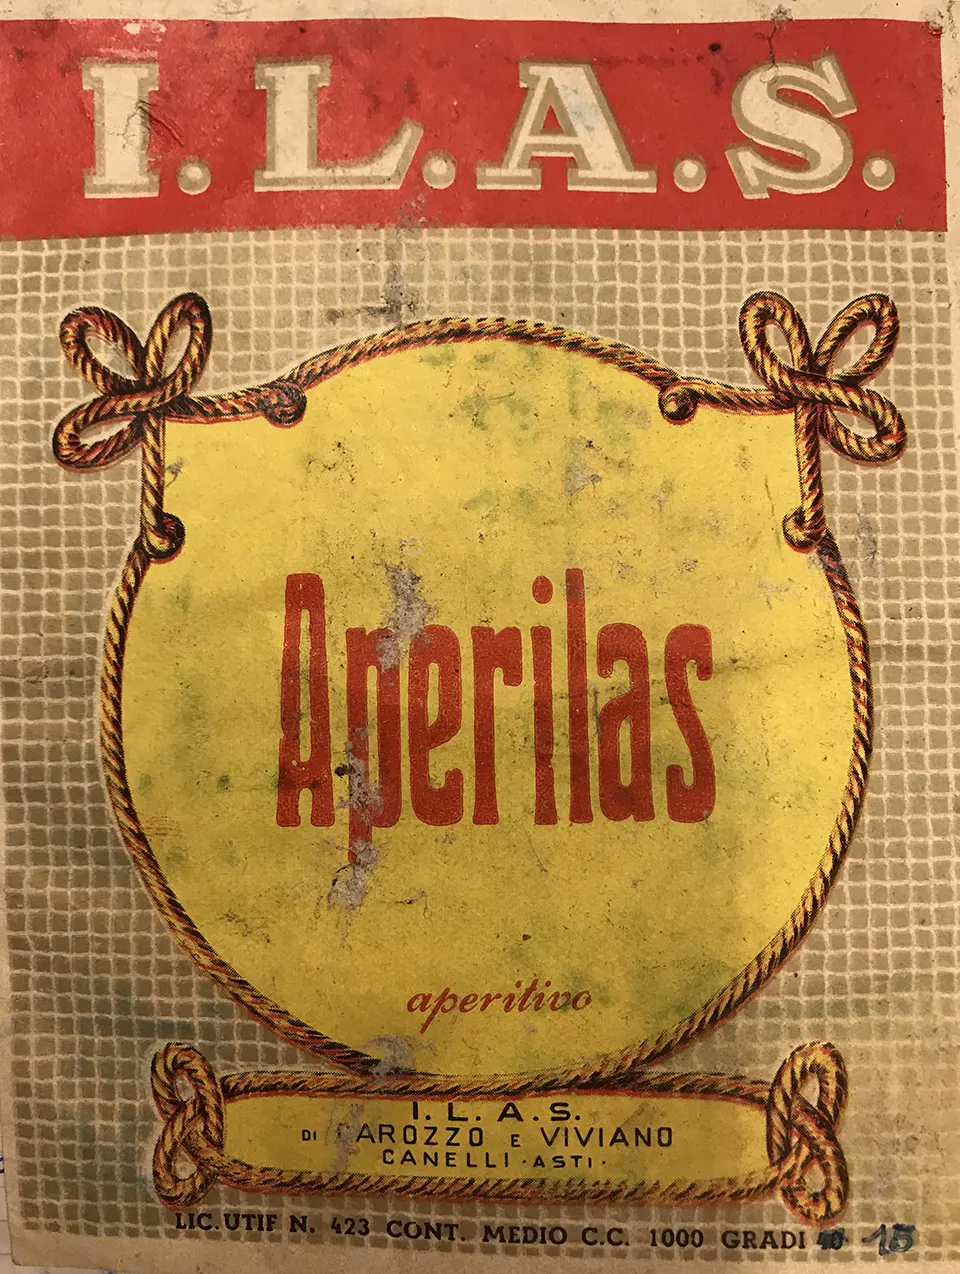 I.L.A.S.
Aperilas
aperitivo
I. L. A. S.
DI AROZZO E VIVIANO
CANELLI · ASTI ·
LIC. UTIF N. 423 CONT. MEDIO C.C. 1000 GRADI 15